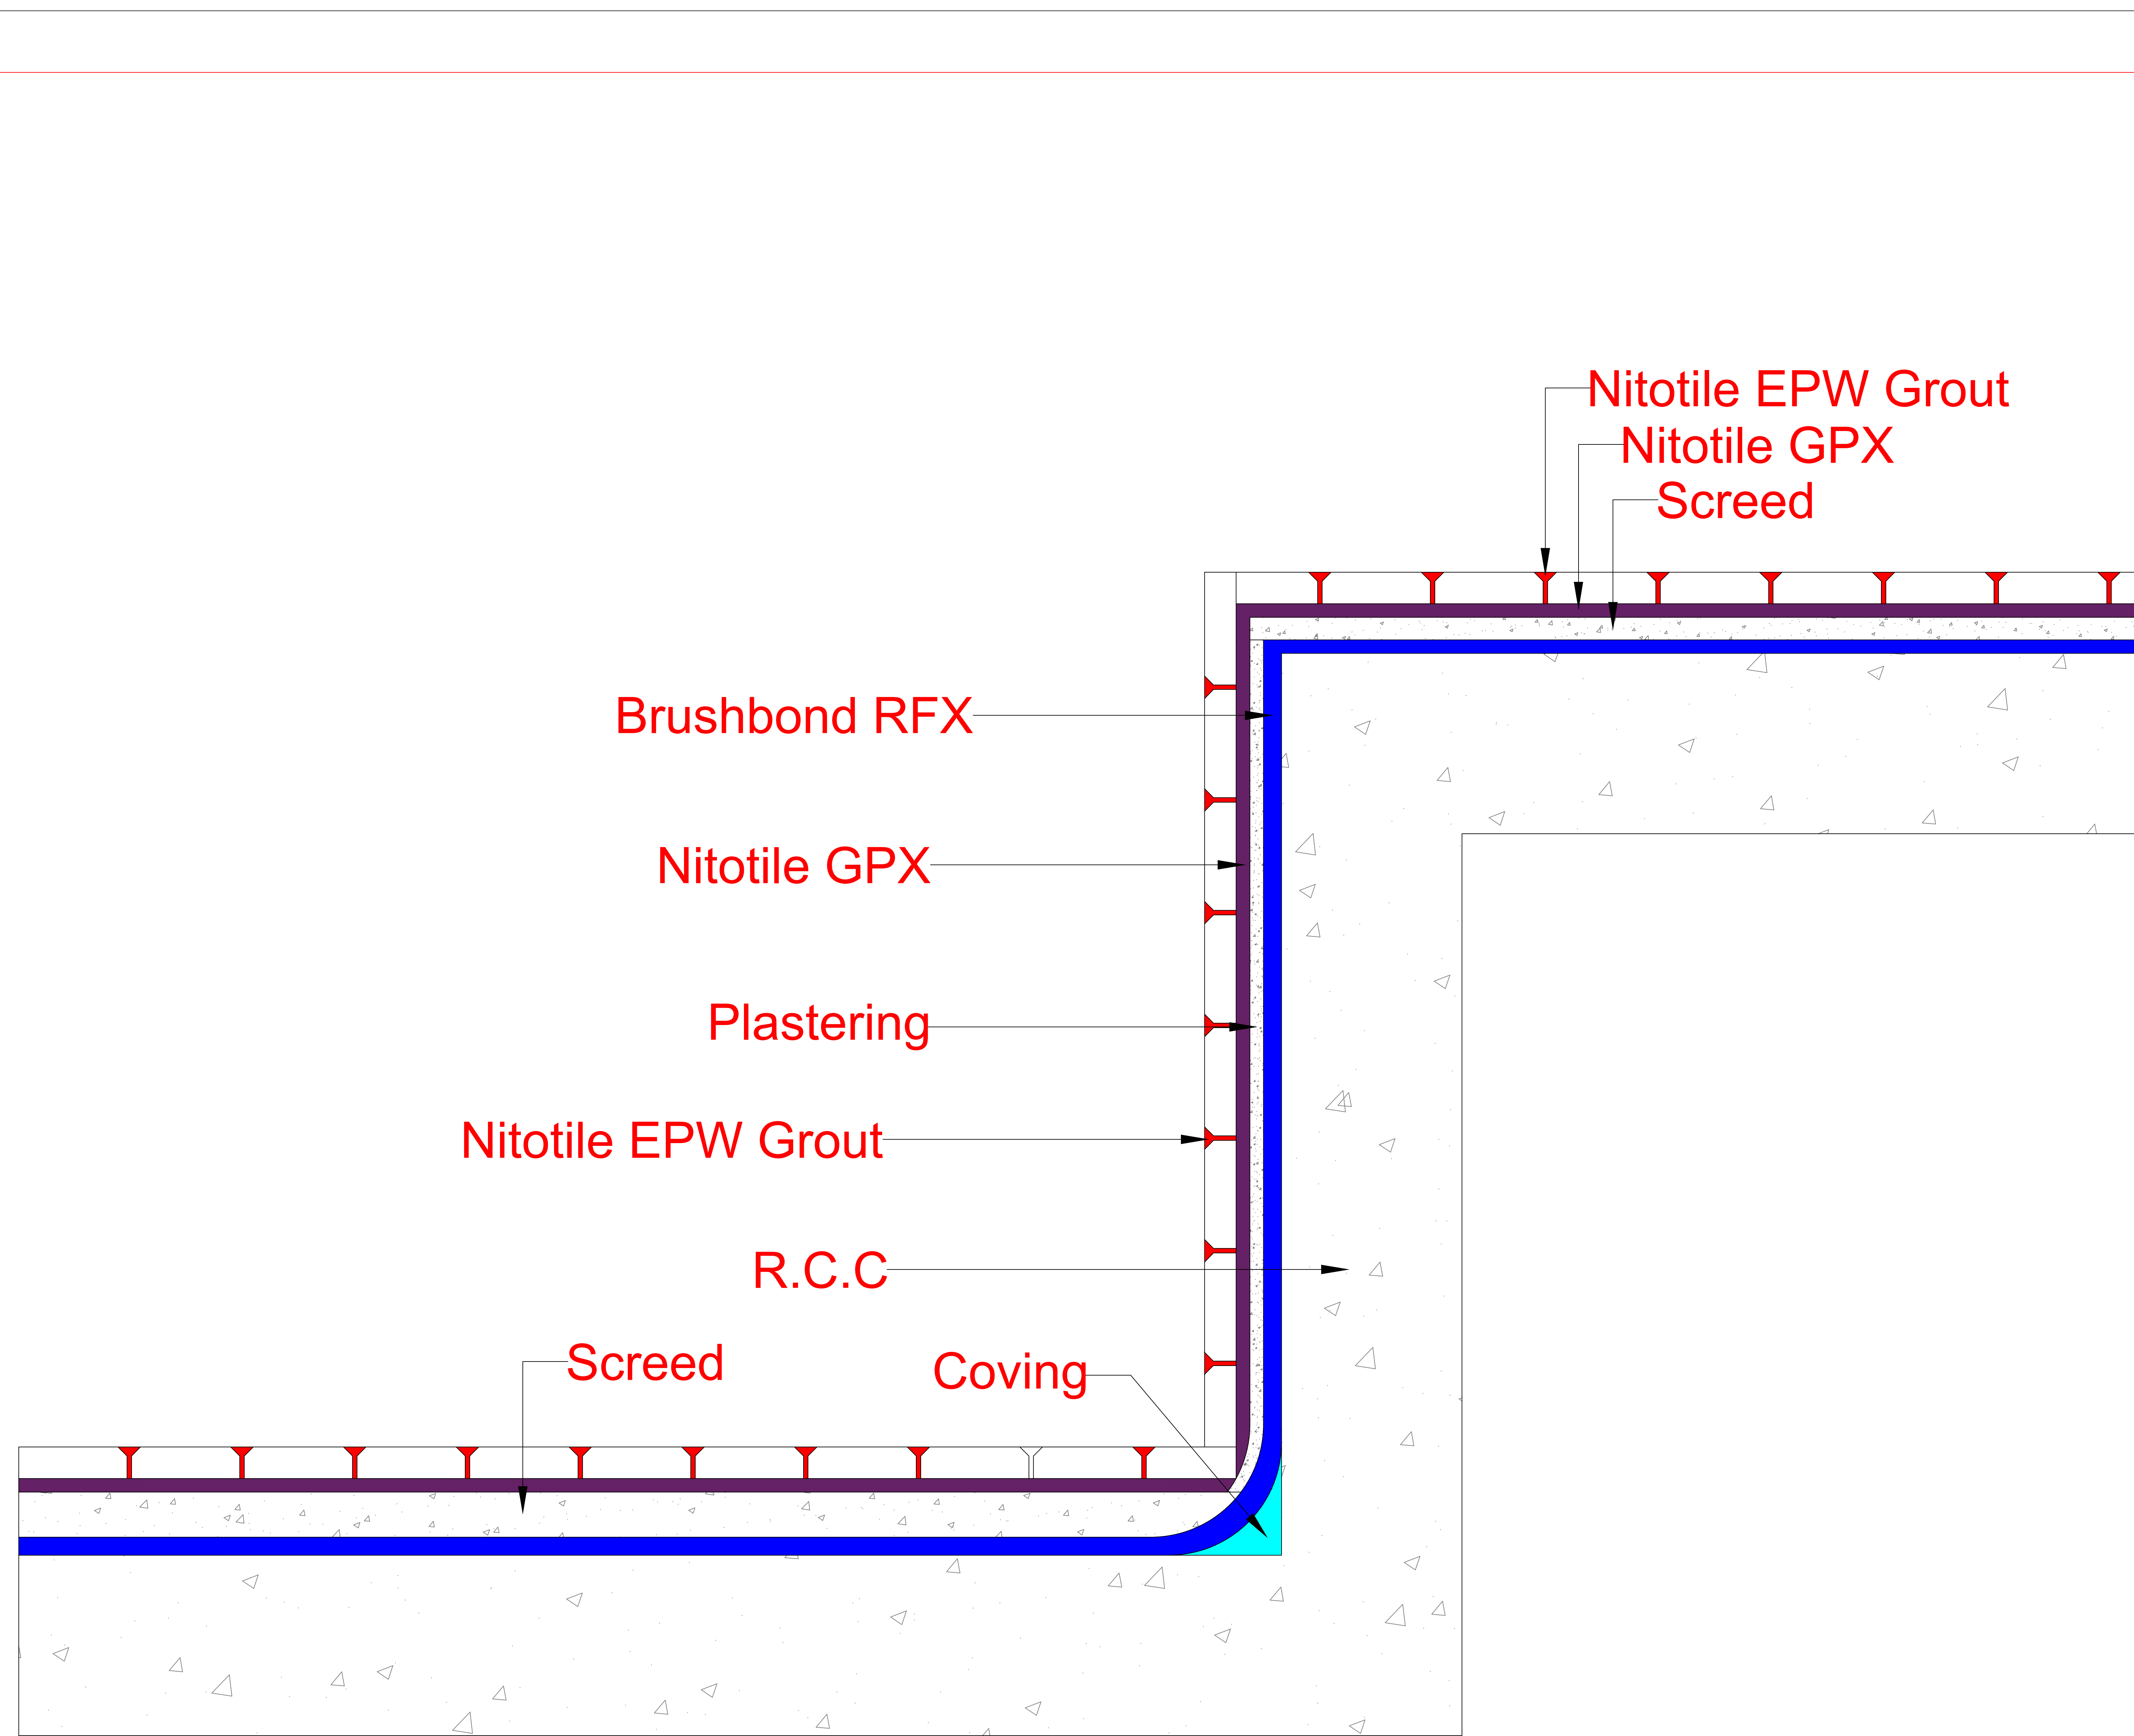 Nitotile EPW Grout
Nitotile GPX
Screed
Brushbond RFX
Nitotile GPX
Plastering
Nitotile EPW Grout
R.C.C
Screed
Coving